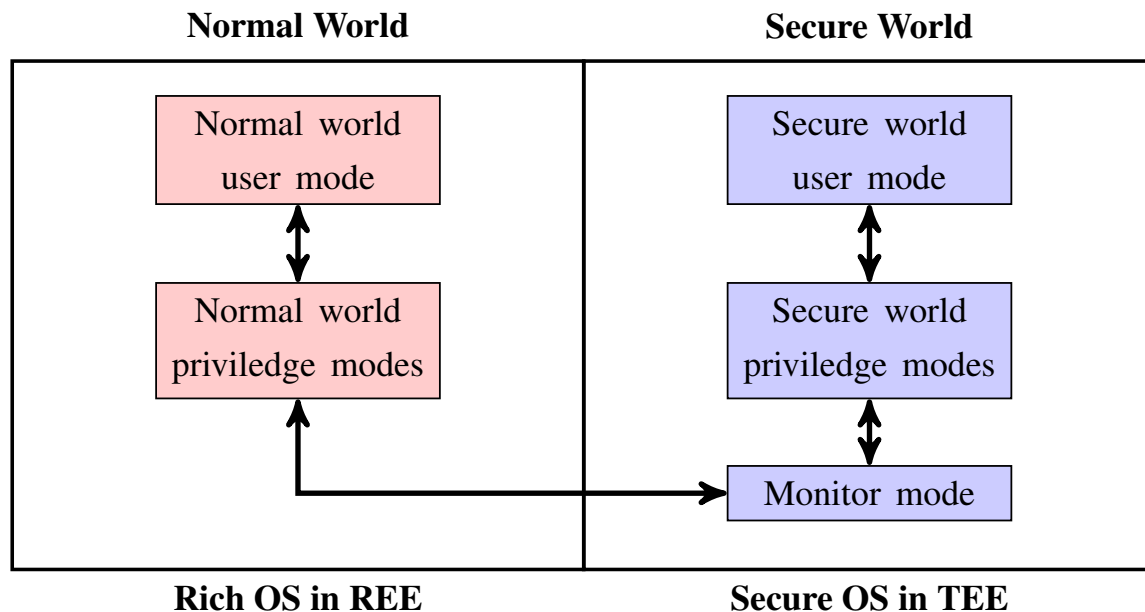 Normal World
Secure World
Normal world
user mode
Secure world
user mode
Normal world
priviledge modes
Secure world
priviledge modes
Monitor mode
Rich OS in REE
Secure OS in TEE